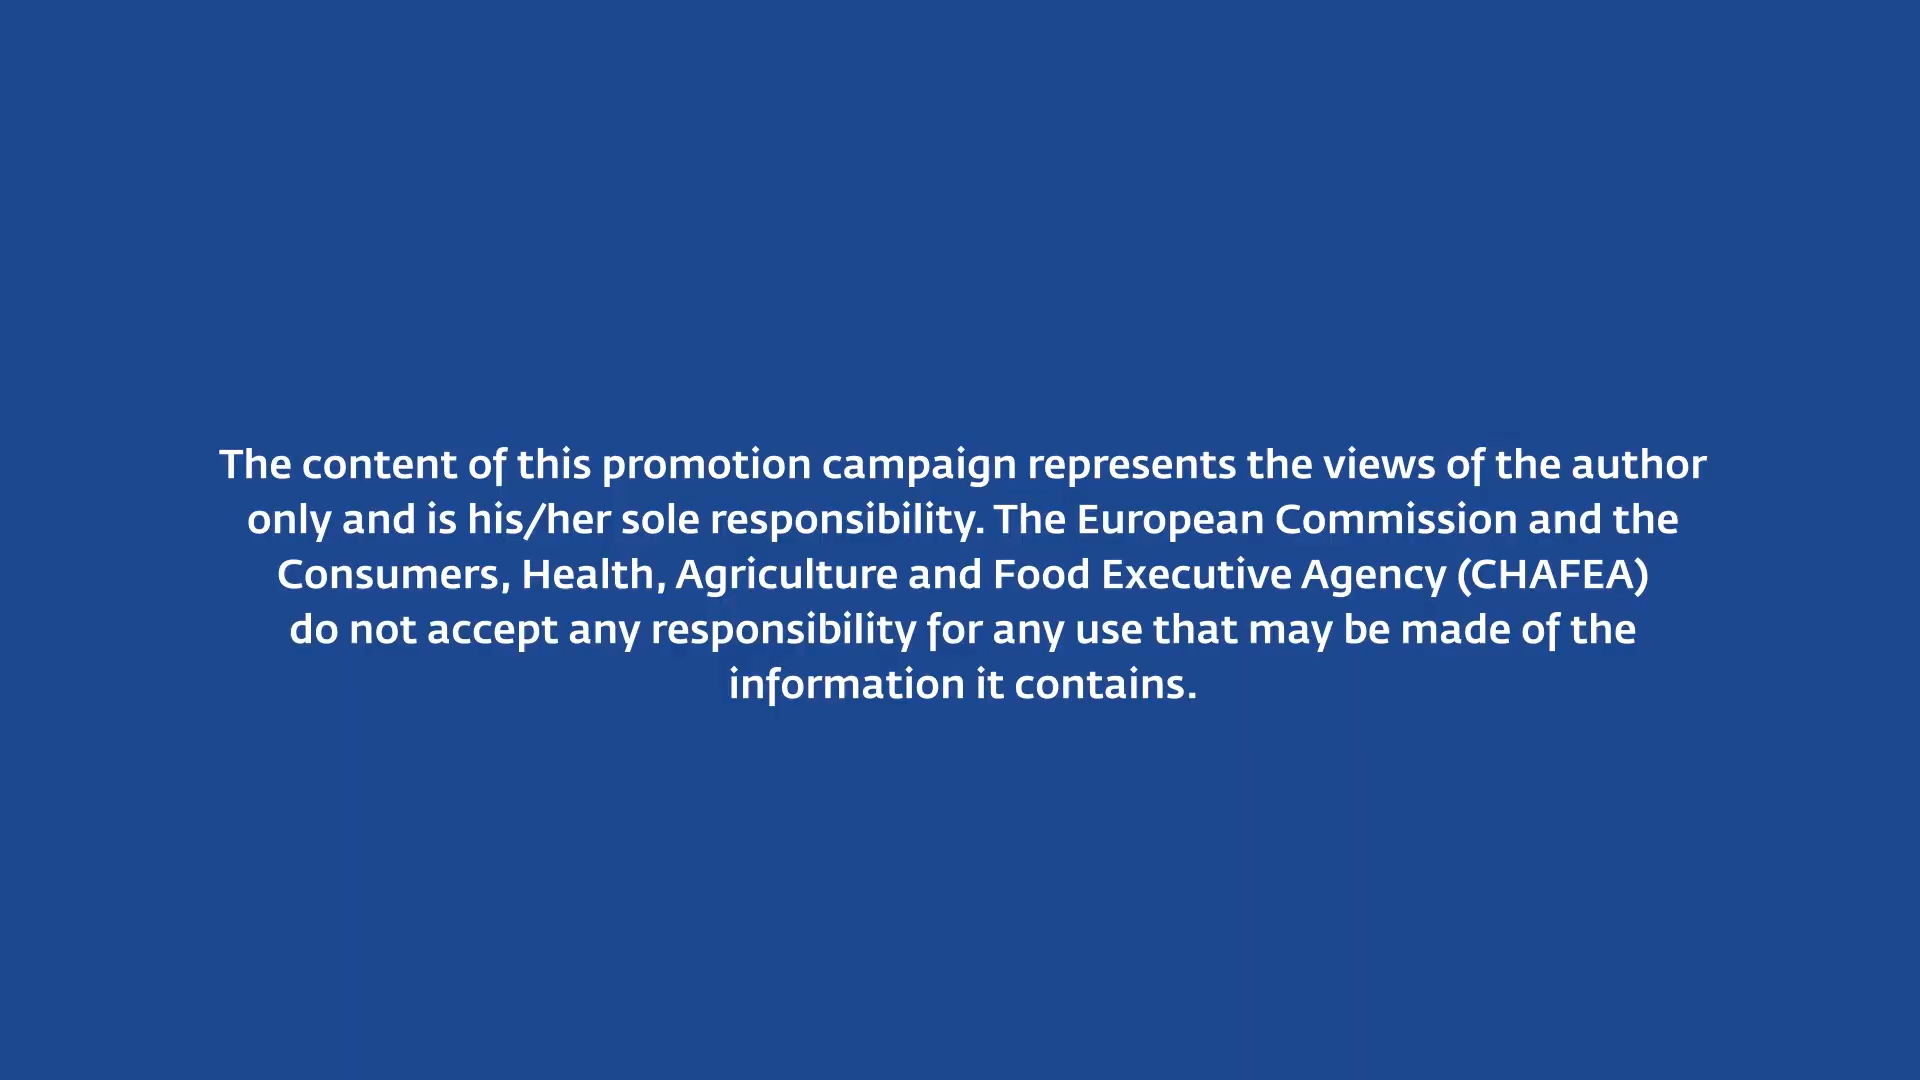 The content of this promotion campaign represents the views of the author
only and is his/her sole responsibility. The European Commission and the
Consumers, Health, Agriculture and Food Executive Agency (CHAFEA)
do not accept any responsibility for any use that may be made of the
information it contains.